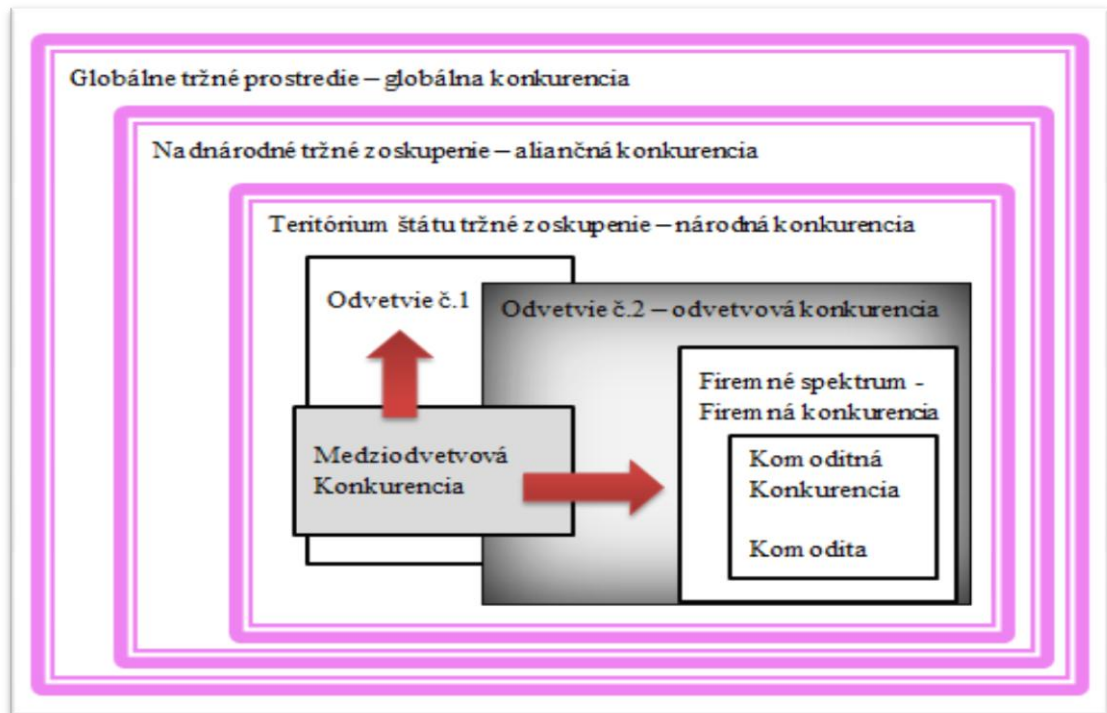 Globálne tržné prostredie – globálna konkurencia
Nadnárodné tržné zoskupenie – aliančná konkurencia
Teritórium štátu tržné zoskupenie – národná konkurencia
Odvetvie č.1
Odvetvie č.2 – odvetvová konkurencia
Firemné spektrum -
Firemná konkurencia
Medziodvetvová
Konkurencia
Komoditná
Konkurencia
Komodita